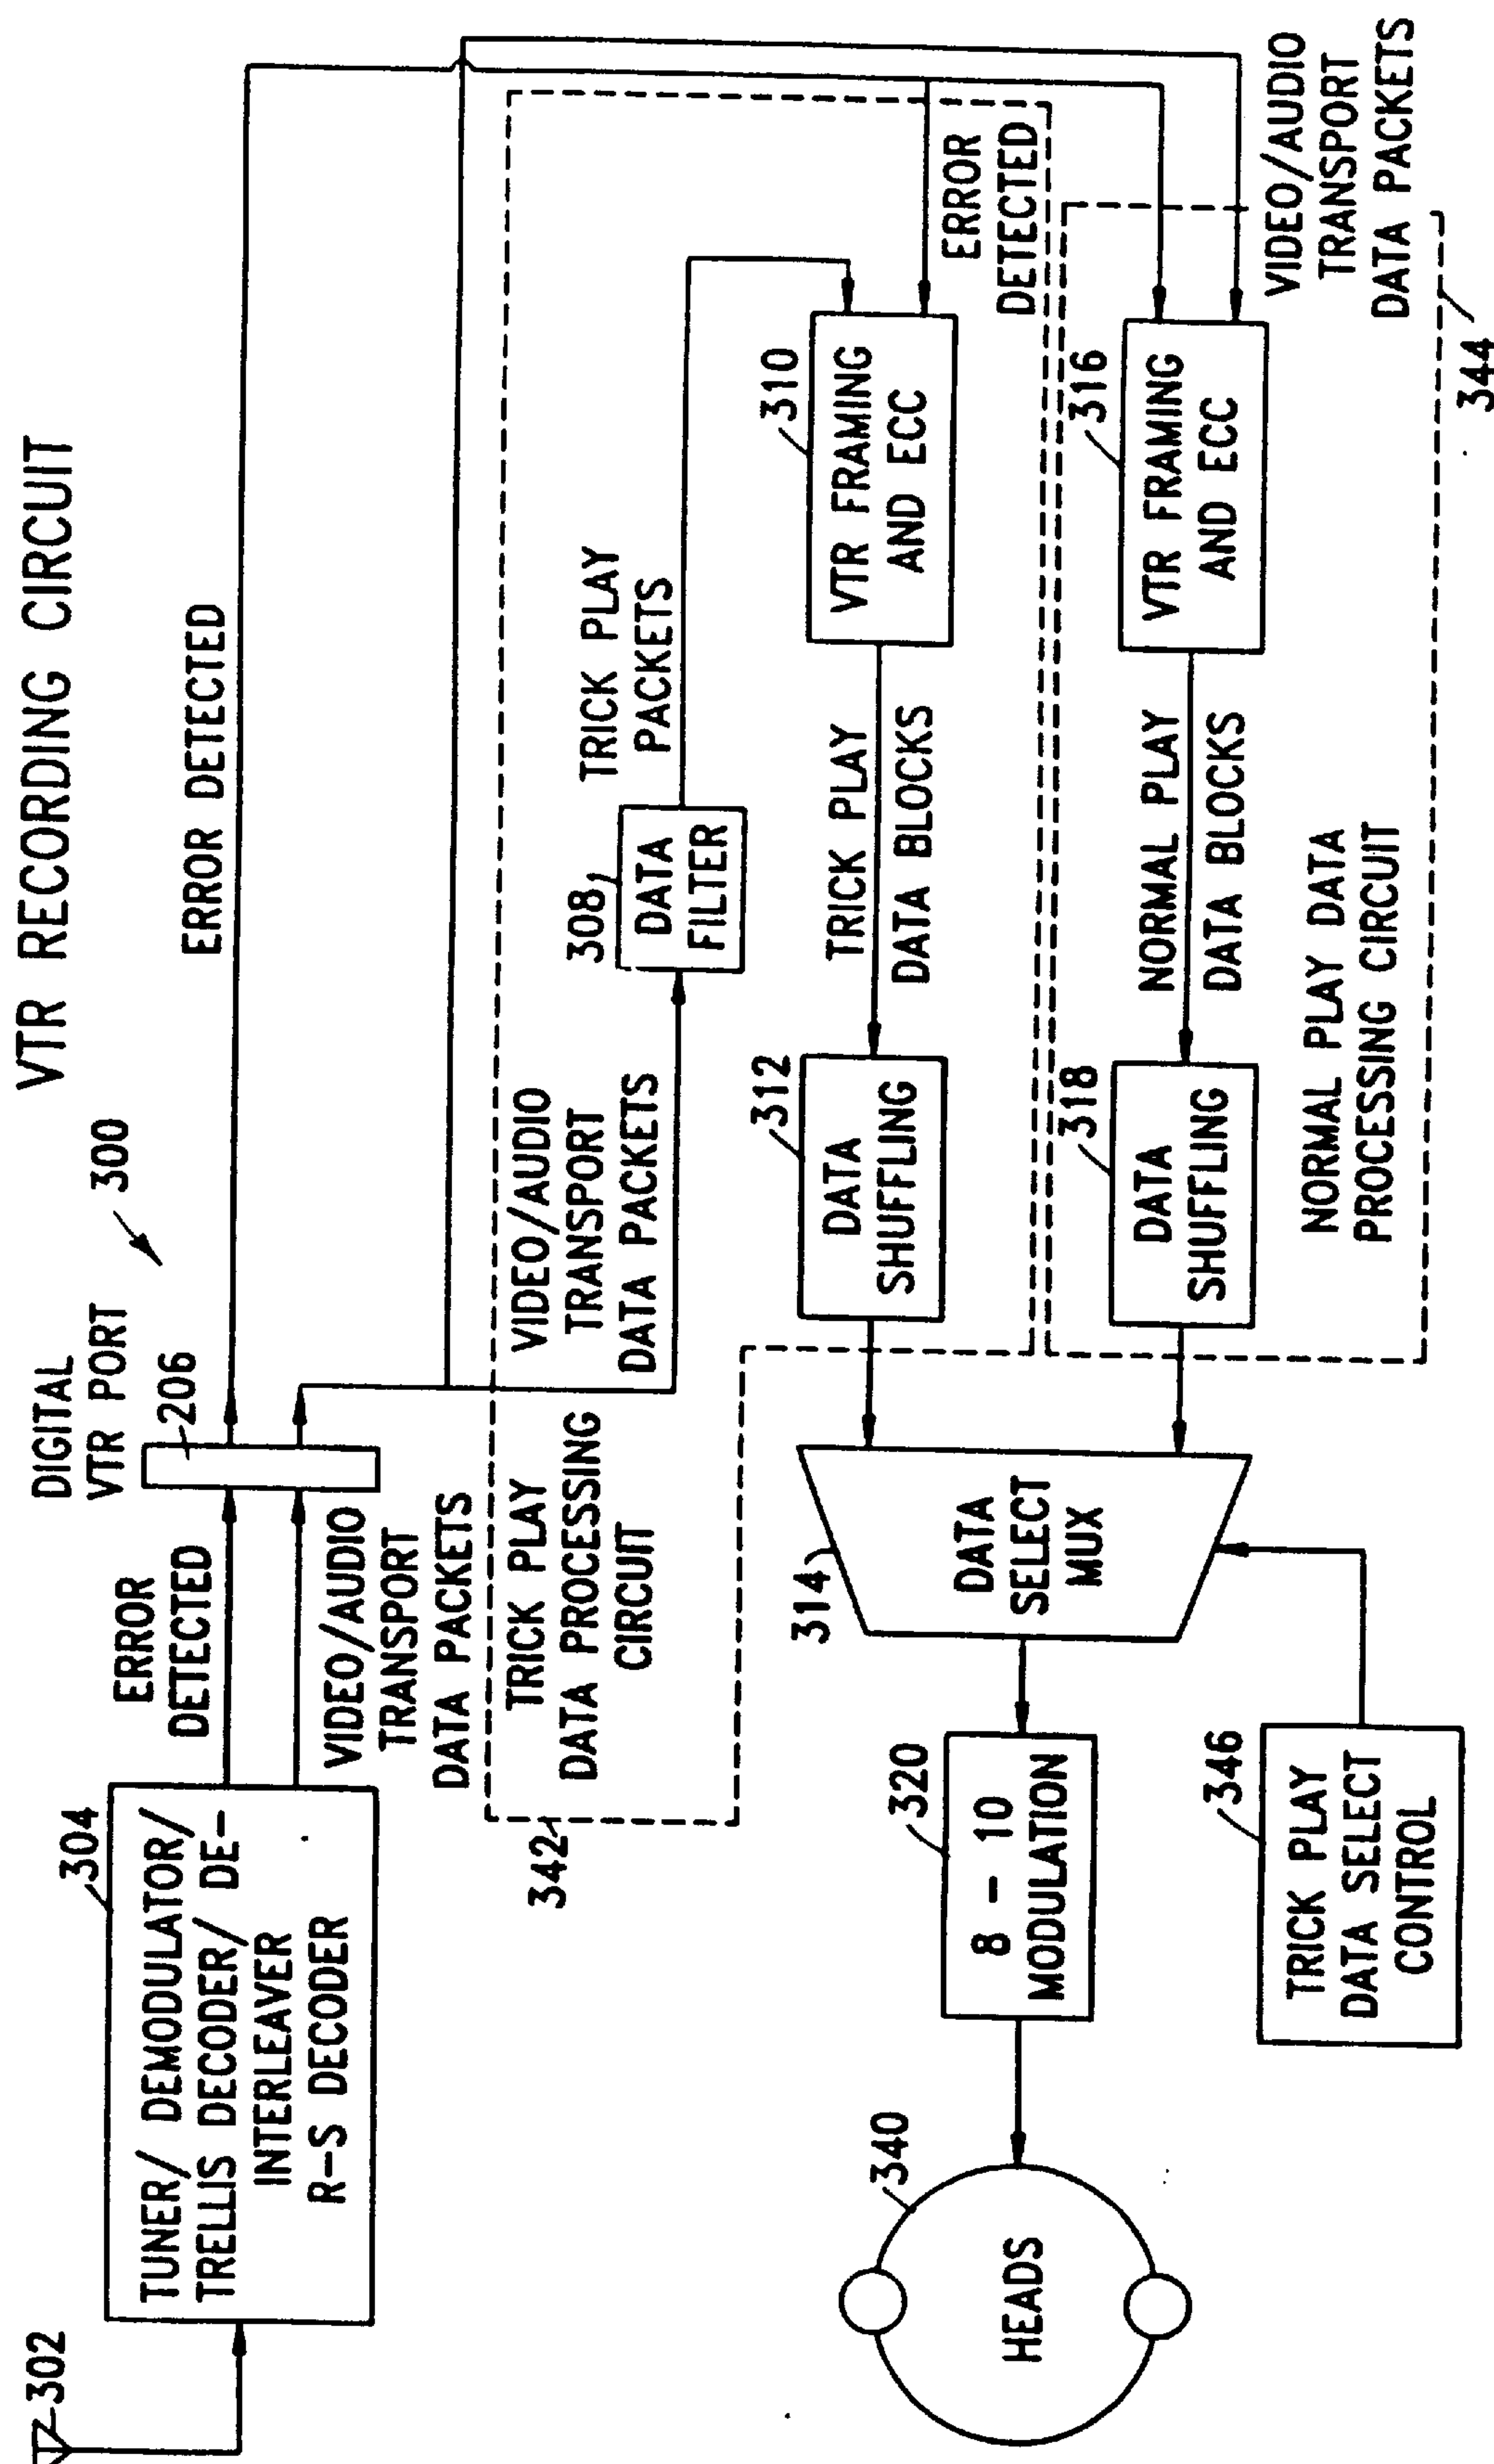 VTR RECORDING CIRCUIT
300
302
304
TUNER/ DEMODULATOR/
TRELLIS DECODER/ DE-
INTERLEAVER
R-S DECODER
ERROR
DETECTED
VIDEO/AUDIO
TRANSPORT
DATA PACKETS
DIGITAL
VTR PORT
206
ERROR DETECTED
342
TRICK PLAY
DATA PROCESSING
CIRCUIT
VIDEO/AUDIO
TRANSPORT
DATA PACKETS
308
DATA
FILTER
TRICK PLAY
PACKETS
310
VTR FRAMING
AND ECC
ERROR
DETECTED
TRICK PLAY
DATA BLOCKS
312
DATA
SHUFFLING
316
VTR FRAMING
AND ECC
VIDEO/AUDIO
TRANSPORT
DATA PACKETS
344
NORMAL PLAY
DATA BLOCKS
318
DATA
SHUFFLING
NORMAL PLAY DATA
PROCESSING CIRCUIT
314
DATA
SELECT
MUX
320
8 - 10
MODULATION
346
TRICK PLAY
DATA SELECT
CONTROL
340
HEADS